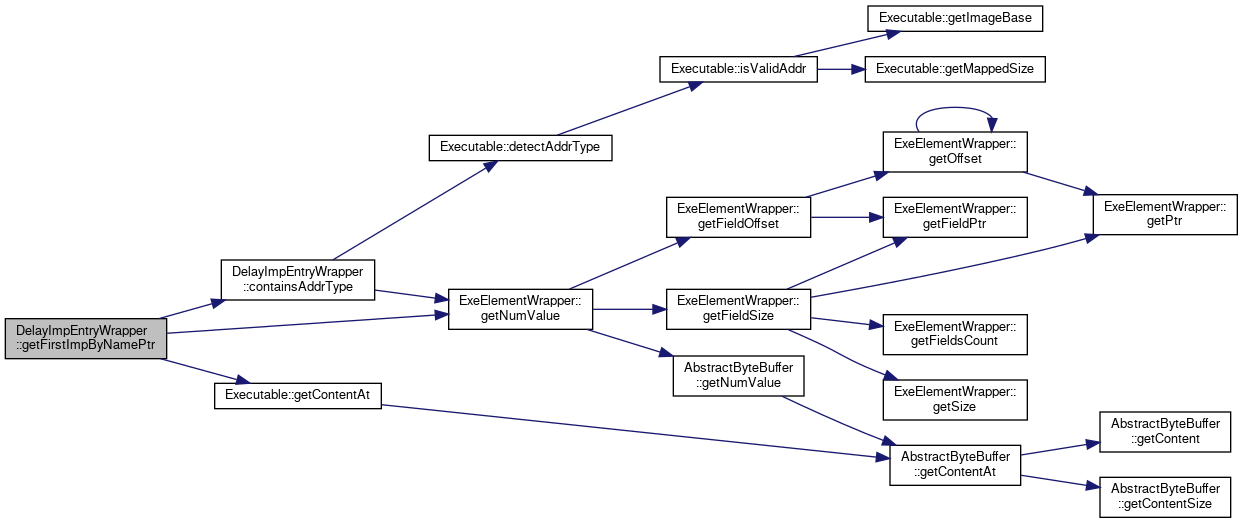 DelayImpEntryWrapper
::getFirstImpByNamePtr
DelayImpEntryWrapper
::containsAddrType
Executable::getContentAt
Executable::detectAddrType
ExeElementWrapper::
getNumValue
Executable::isValidAddr
ExeElementWrapper::
getFieldOffset
ExeElementWrapper::
getFieldSize
AbstractByteBuffer
::getNumValue
Executable::getImageBase
Executable::getMappedSize
ExeElementWrapper::
getOffset
ExeElementWrapper::
getFieldPtr
ExeElementWrapper::
getFieldsCount
ExeElementWrapper::
getSize
AbstractByteBuffer
::getContentAt
ExeElementWrapper::
getPtr
AbstractByteBuffer
::getContent
AbstractByteBuffer
::getContentSize